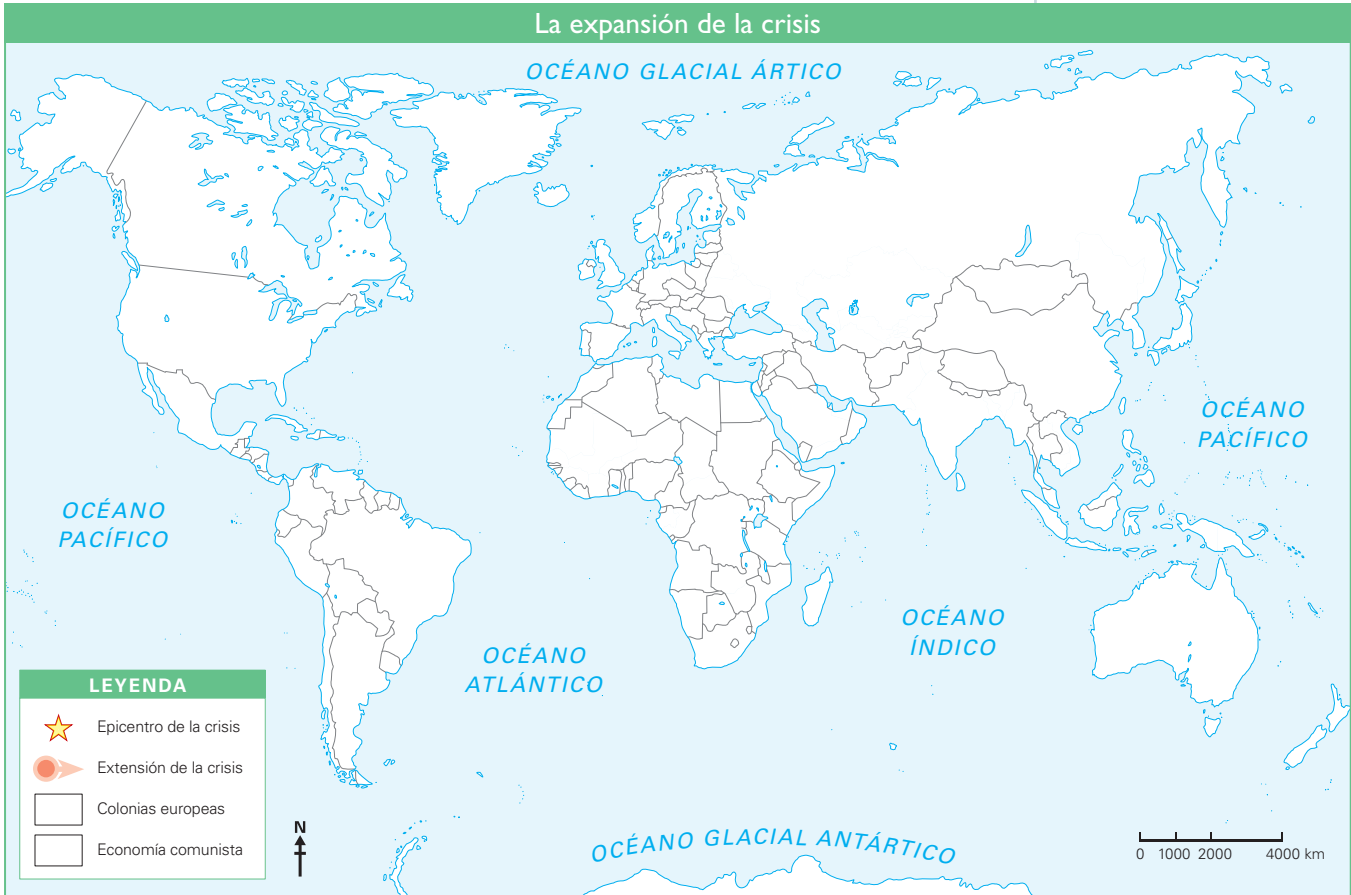 La expansión de la crisis
OCÉANO GLACIAL ÁRTICO
OCÉANO
PACÍFICO
OCÉANO
PACÍFICO
OCÉANO
ÍNDICO
OCÉANO
ATLÁNTICO
LEYENDA
Epicentro de la crisis
Extensión de la crisis
Colonias europeas
Economía comunista
N
OCÉANO GLACIAL ANTÁRTICO
0 1000 2000 4000 km